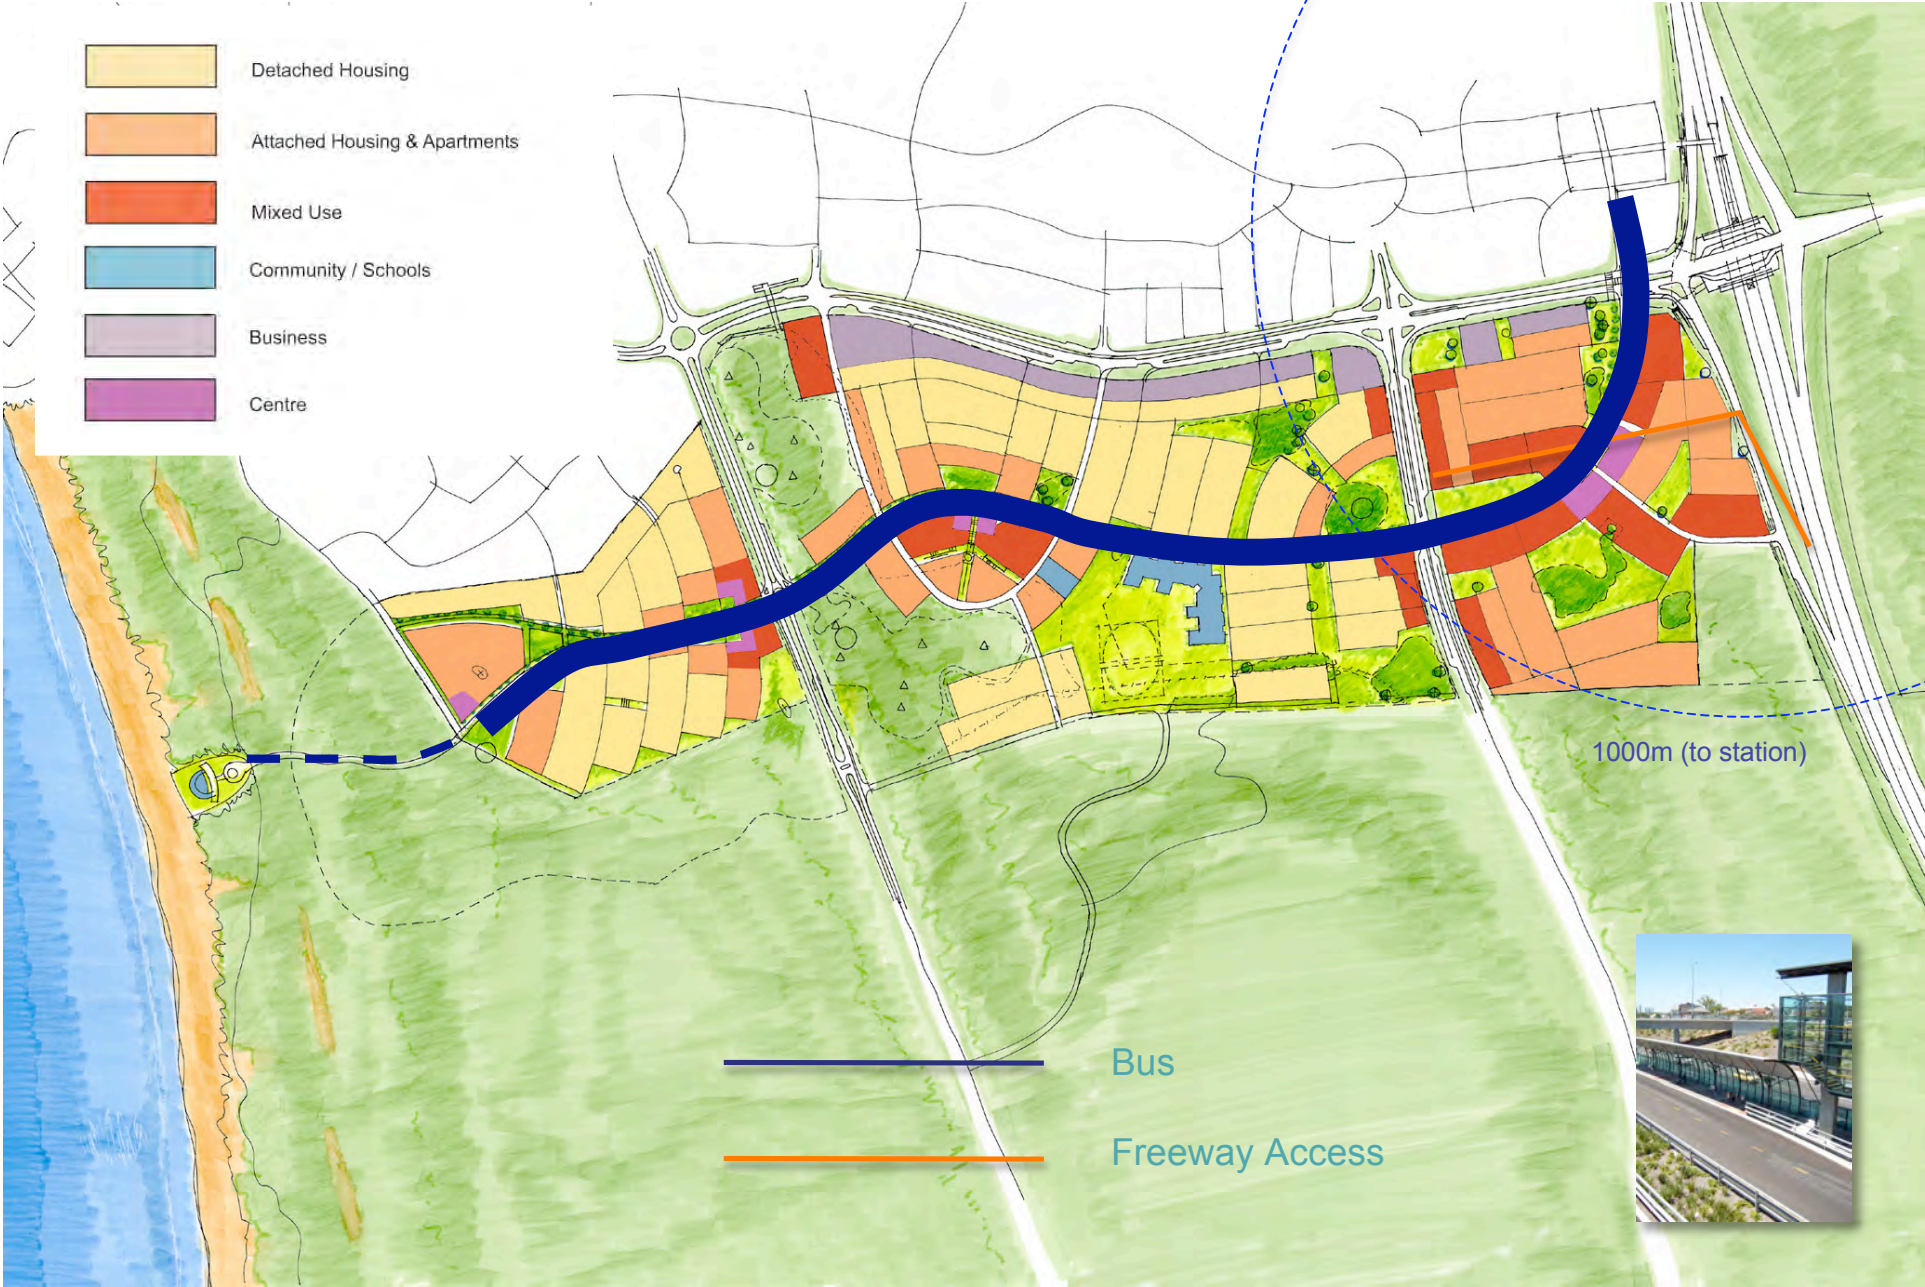 Detached Housing
Attached Housing & Apartments
Mixed Use
Community / Schools
Business
Centre
1000m (to station)
Bus
Freeway Access